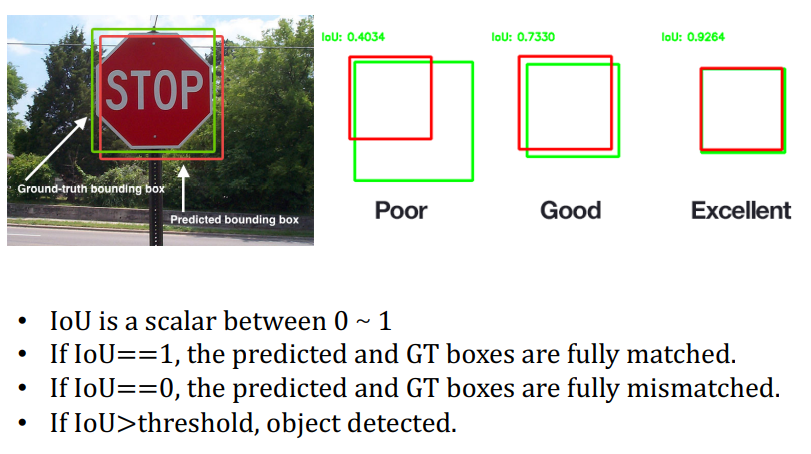 STOP
Ground-truth bounding box
Predicted bounding box
IoU: 0.4034
IoU: 0.7330
IoU: 0.9264
Poor
Good
Excellent
• IoU is a scalar between 0 ~ 1
• If IoU==1, the predicted and GT boxes are fully matched.
• If IoU==0, the predicted and GT boxes are fully mismatched.
• If IoU>threshold, object detected.